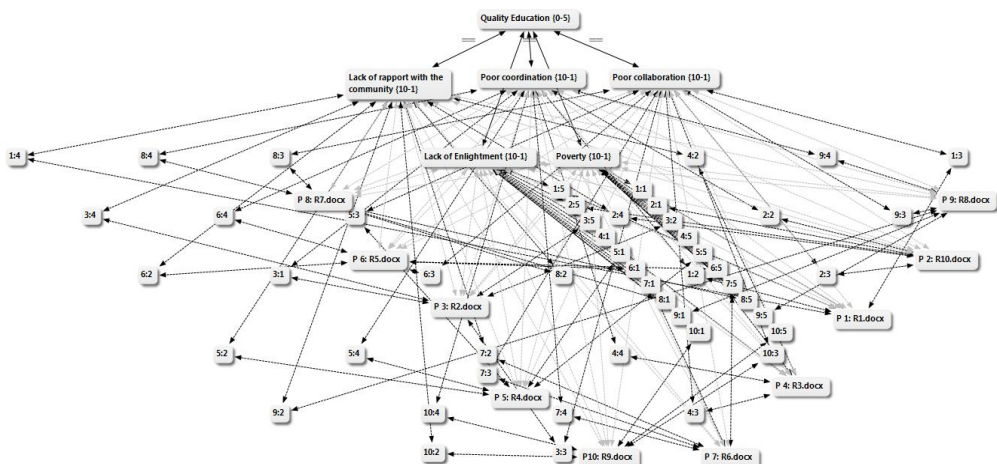 Quality Education {0-5}
Lack of rapport with the
community {10-1}
Poor coordination {10-1}
Poor collaboration {10-1}
1:4
8:4
8:3
Lack of Enlightment {10-1}
Poverty {10-1}
4:2
9:4
1:3
1:5
1:1
P 8: R7.docx
P 9: R8.docx
2:5
2:1
3:4
6:4
5:3
3:5
2:4
3:2
2:2
9:3
4:1
4:5
5:1
5:5
P 6: R5.docx
P 2: R10.docx
6:2
3:1
6:3
8:2
6:1
1:2
6:5
2:3
7:1
7:5
8:1
8:5
P 3: R2.docx
9:1
9:5
P 1: R1.docx
10:1
10:5
5:2
5:4
7:2
4:4
10:3
7:3
P 4: R3.docx
P 5: R4.docx
9:2
10:4
7:4
4:3
10:2
3:3
P10: R9.docx
P 7: R6.docx